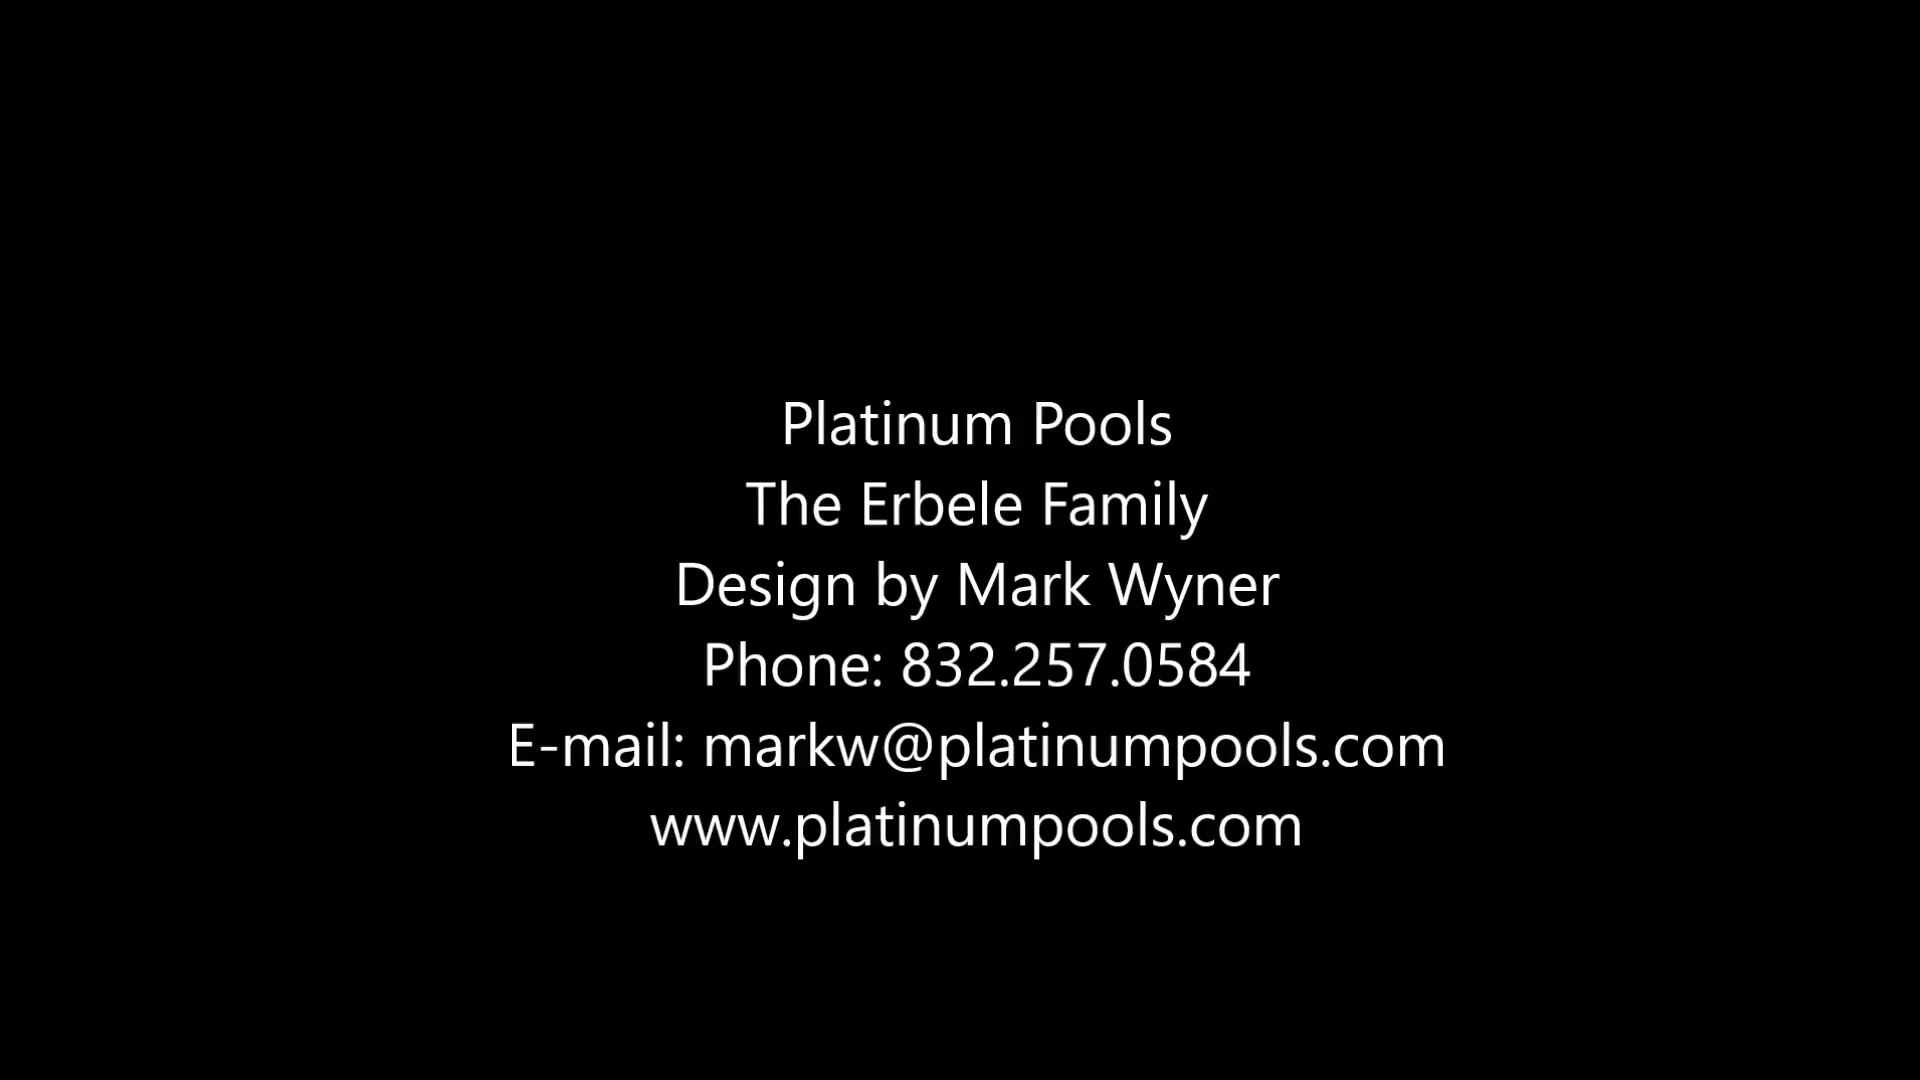 Platinum Pools
The Erbele Family
Design by Mark Wyner
Phone: 832.257.0584
E-mail: markw@platinumpools.com
www.platinumpools.com